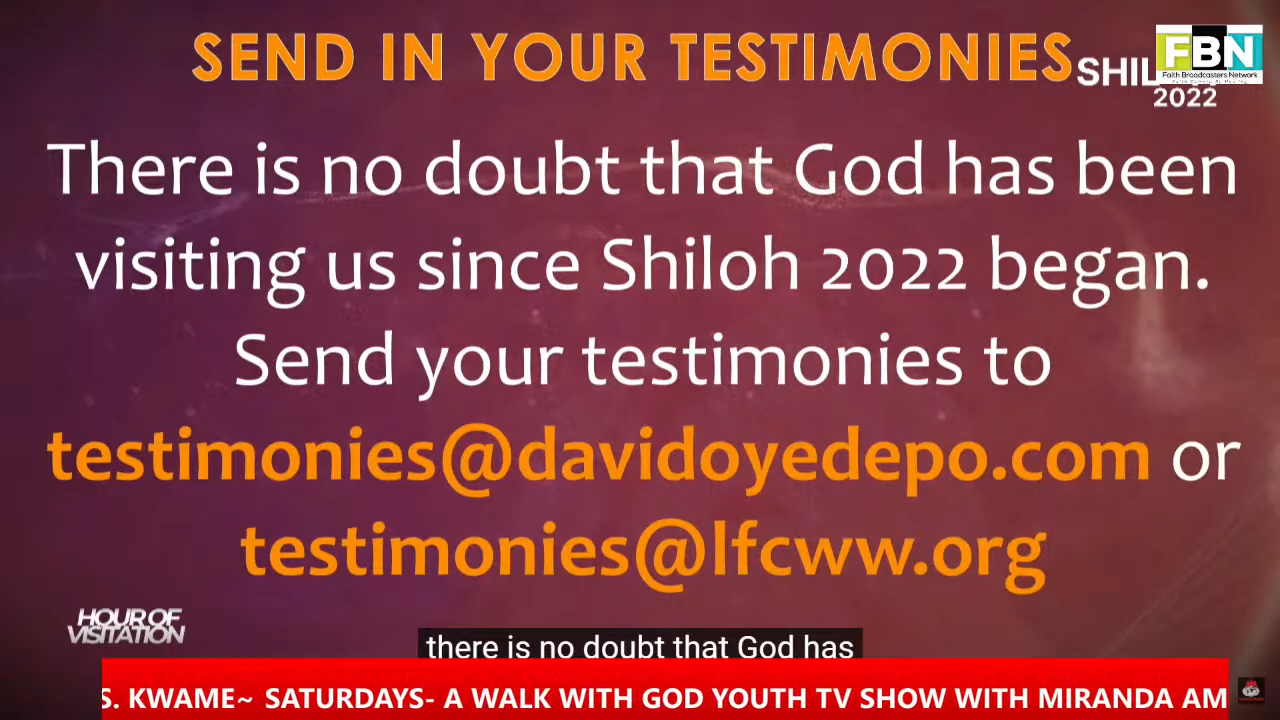 SEND IN YOUR TESTIMONIES
SHIL
2022
FBN
Faith Broadcasters Network
There is no doubt that God has been
visiting us since Shiloh 2022 began.
Send your testimonies to
testimonies@davidoyedepo.com or
testimonies@lfcww.org
HOUR OF
VISITATION
there is no doubt that God has
S. KWAME~ SATURDAYS- A WALK WITH GOD YOUTH TV SHOW WITH MIRANDA AM